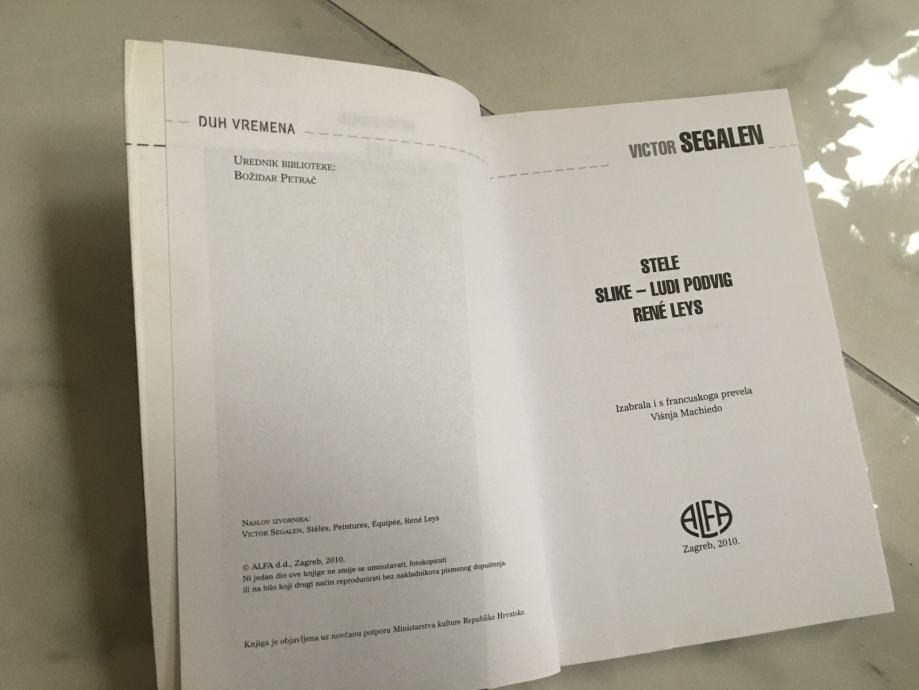 DUH VREMENA
UREDNIK BIBLIOTEKE:
BOŽIDAR PETRAČ
NASLOV IZVORNIKA:
VICTOR SEGALEN, Stèles, Peintures, Équipée, René Leys
© ALFA d.d., Zagreb, 2010.
Ni jedan dio ove knjige ne smije se umnožavati, fotokopirati
ili na bilo koji drugi način reproducirati bez nakladnikova pismenog dopuštenja.
Knjiga je objavljena uz novčanu potporu Ministarstva kulture Republike Hrvatske.
VICTOR SEGALEN
STELE
SLIKE – LUDI PODVIG
RENÉ LEYS
Izabrala i s francuskoga prevela
Višnja Machiedo
ALFA
Zagreb, 2010.